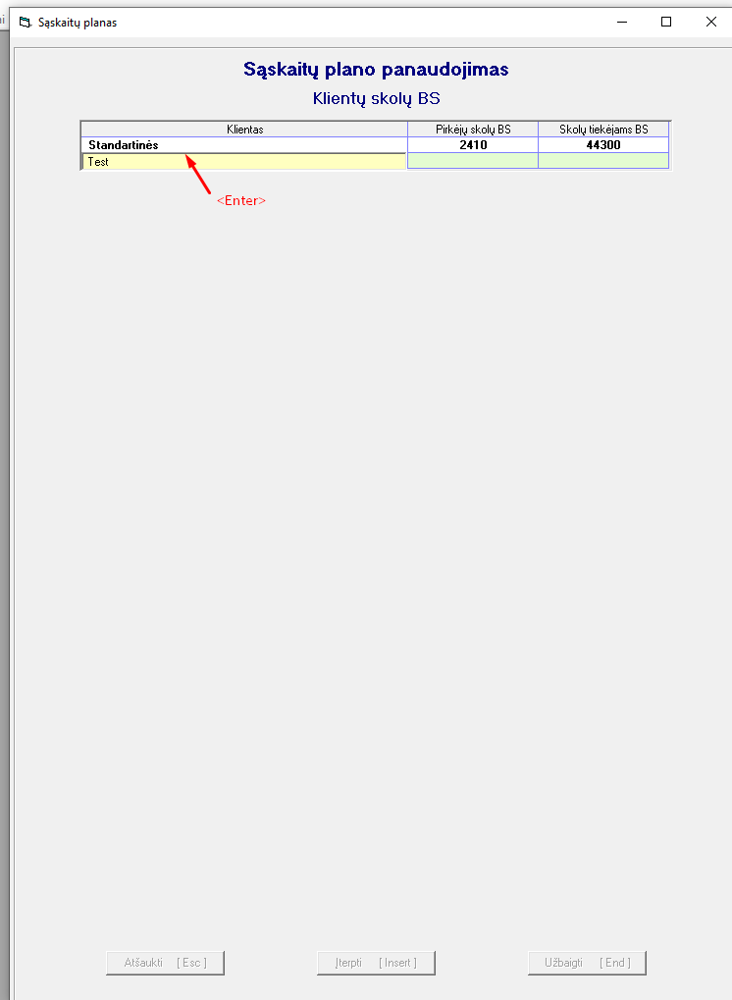 Sąskaitų planas
Sąskaitų plano panaudojimas
Klientų skolų BS
Klientas Pirkėjų skolų BS Skolų tiekėjams BS
Standartinės 2410 44300
Test
<Enter>
Atšaukti [ Esc ] Įterpti [ Insert ] Užbaigti [ End ]